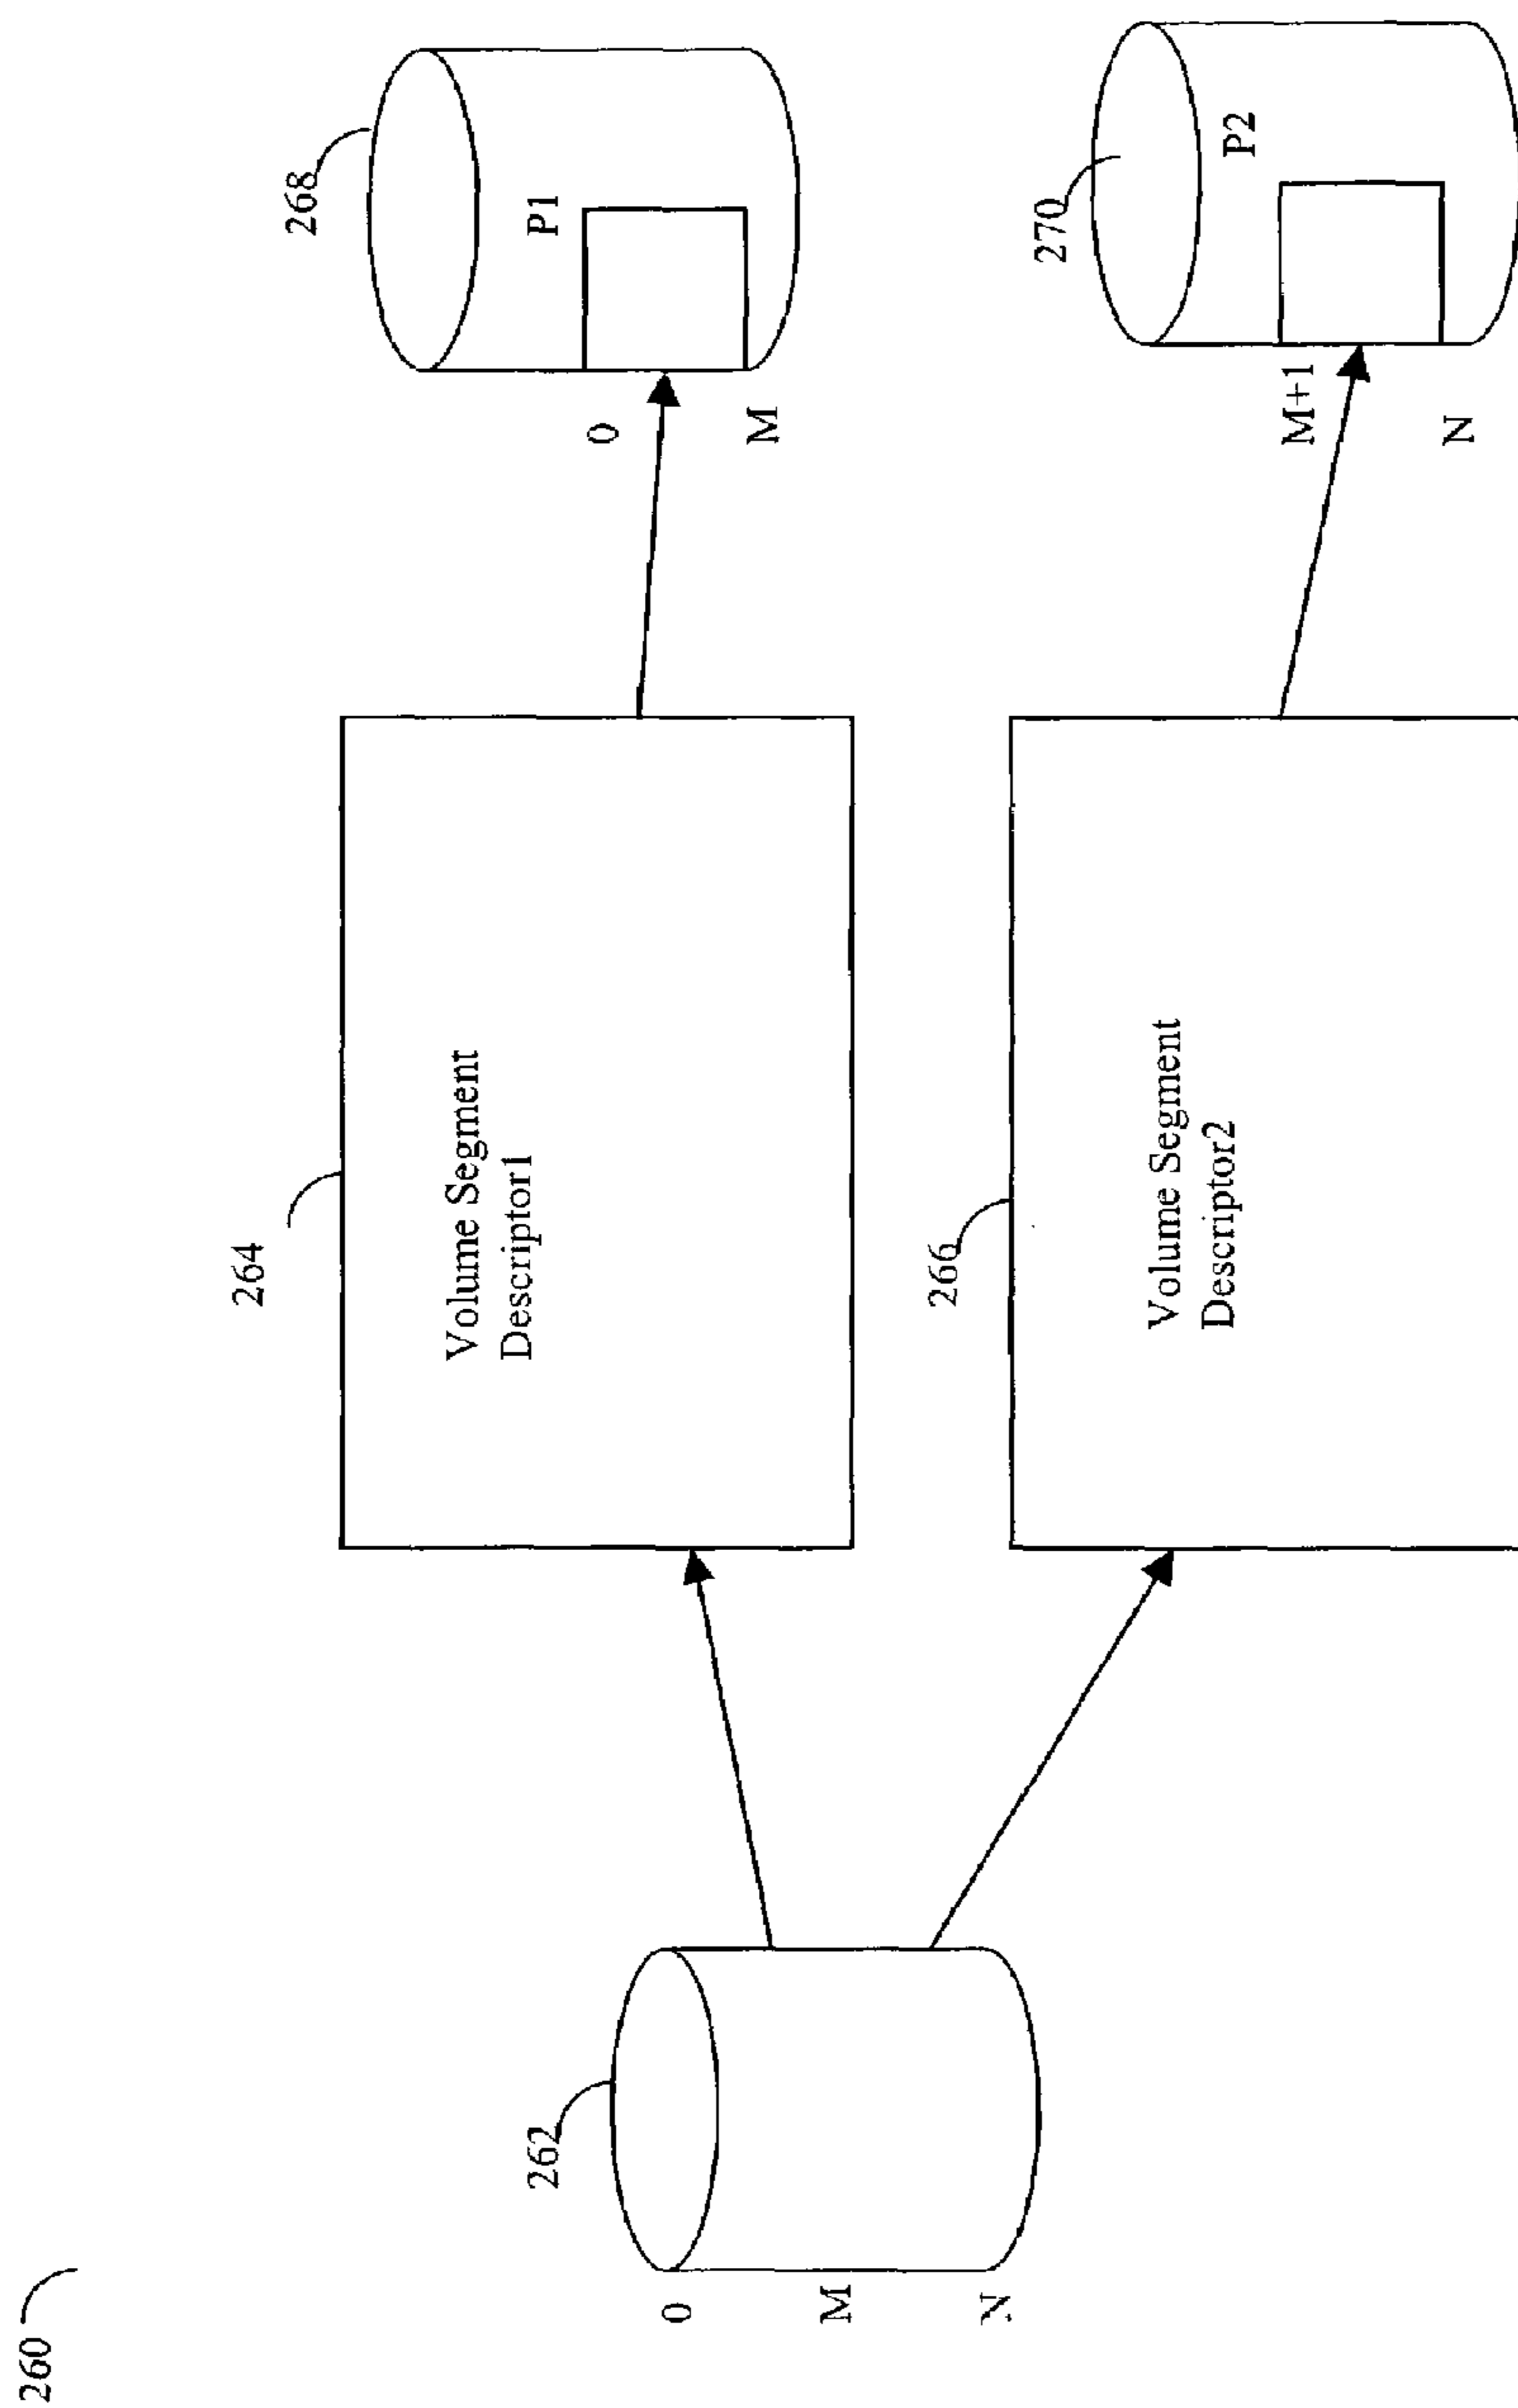 260
262
0
M
N
264
Volume Segment
Descriptor1
266
Volume Segment
Descriptor2
268
P1
0
M
270
P2
M+1
N